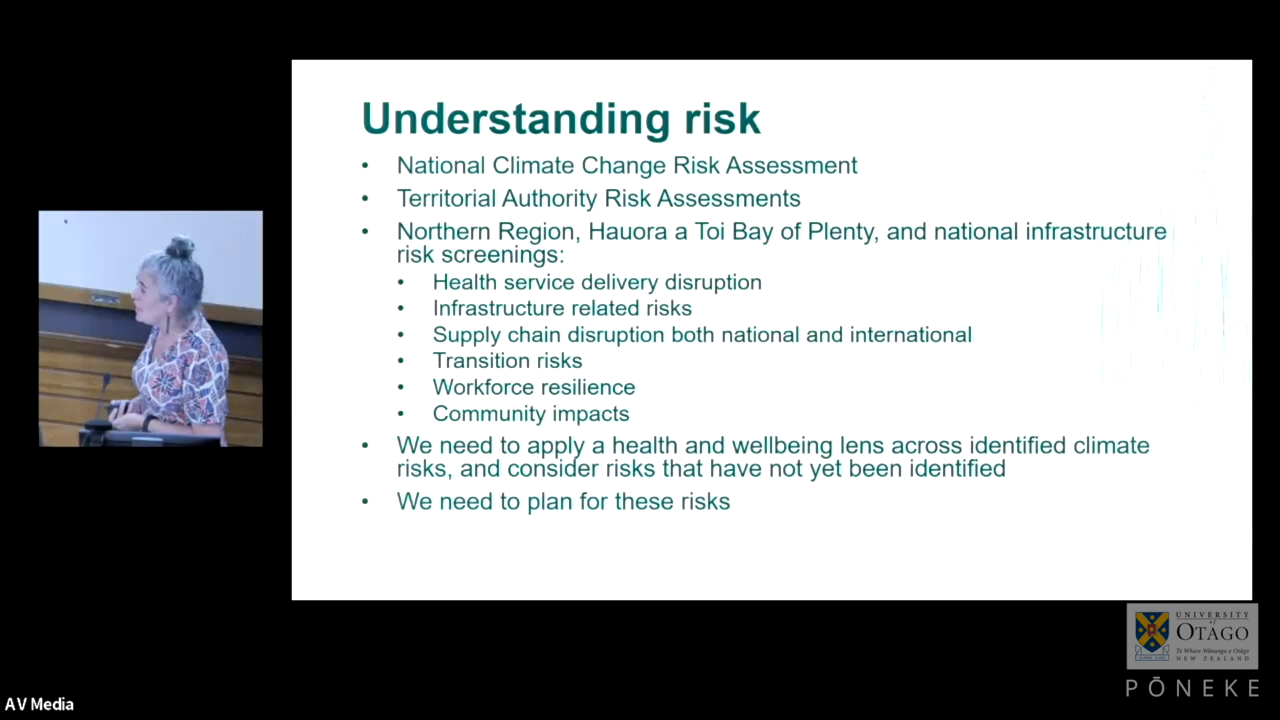 Understanding risk
• National Climate Change Risk Assessment
• Territorial Authority Risk Assessments
• Northern Region, Hauora a Toi Bay of Plenty, and national infrastructure
risk screenings:
• Health service delivery disruption
• Infrastructure related risks
• Supply chain disruption both national and international
• Transition risks
• Workforce resilience
• Community impacts
• We need to apply a health and wellbeing lens across identified climate
risks, and consider risks that have not yet been identified
• We need to plan for these risks
UNIVERSITY
of
OTAGO
Te Whare Wānanga o Otāgo
NEW ZEALAND
PŌNEKE
AV Media